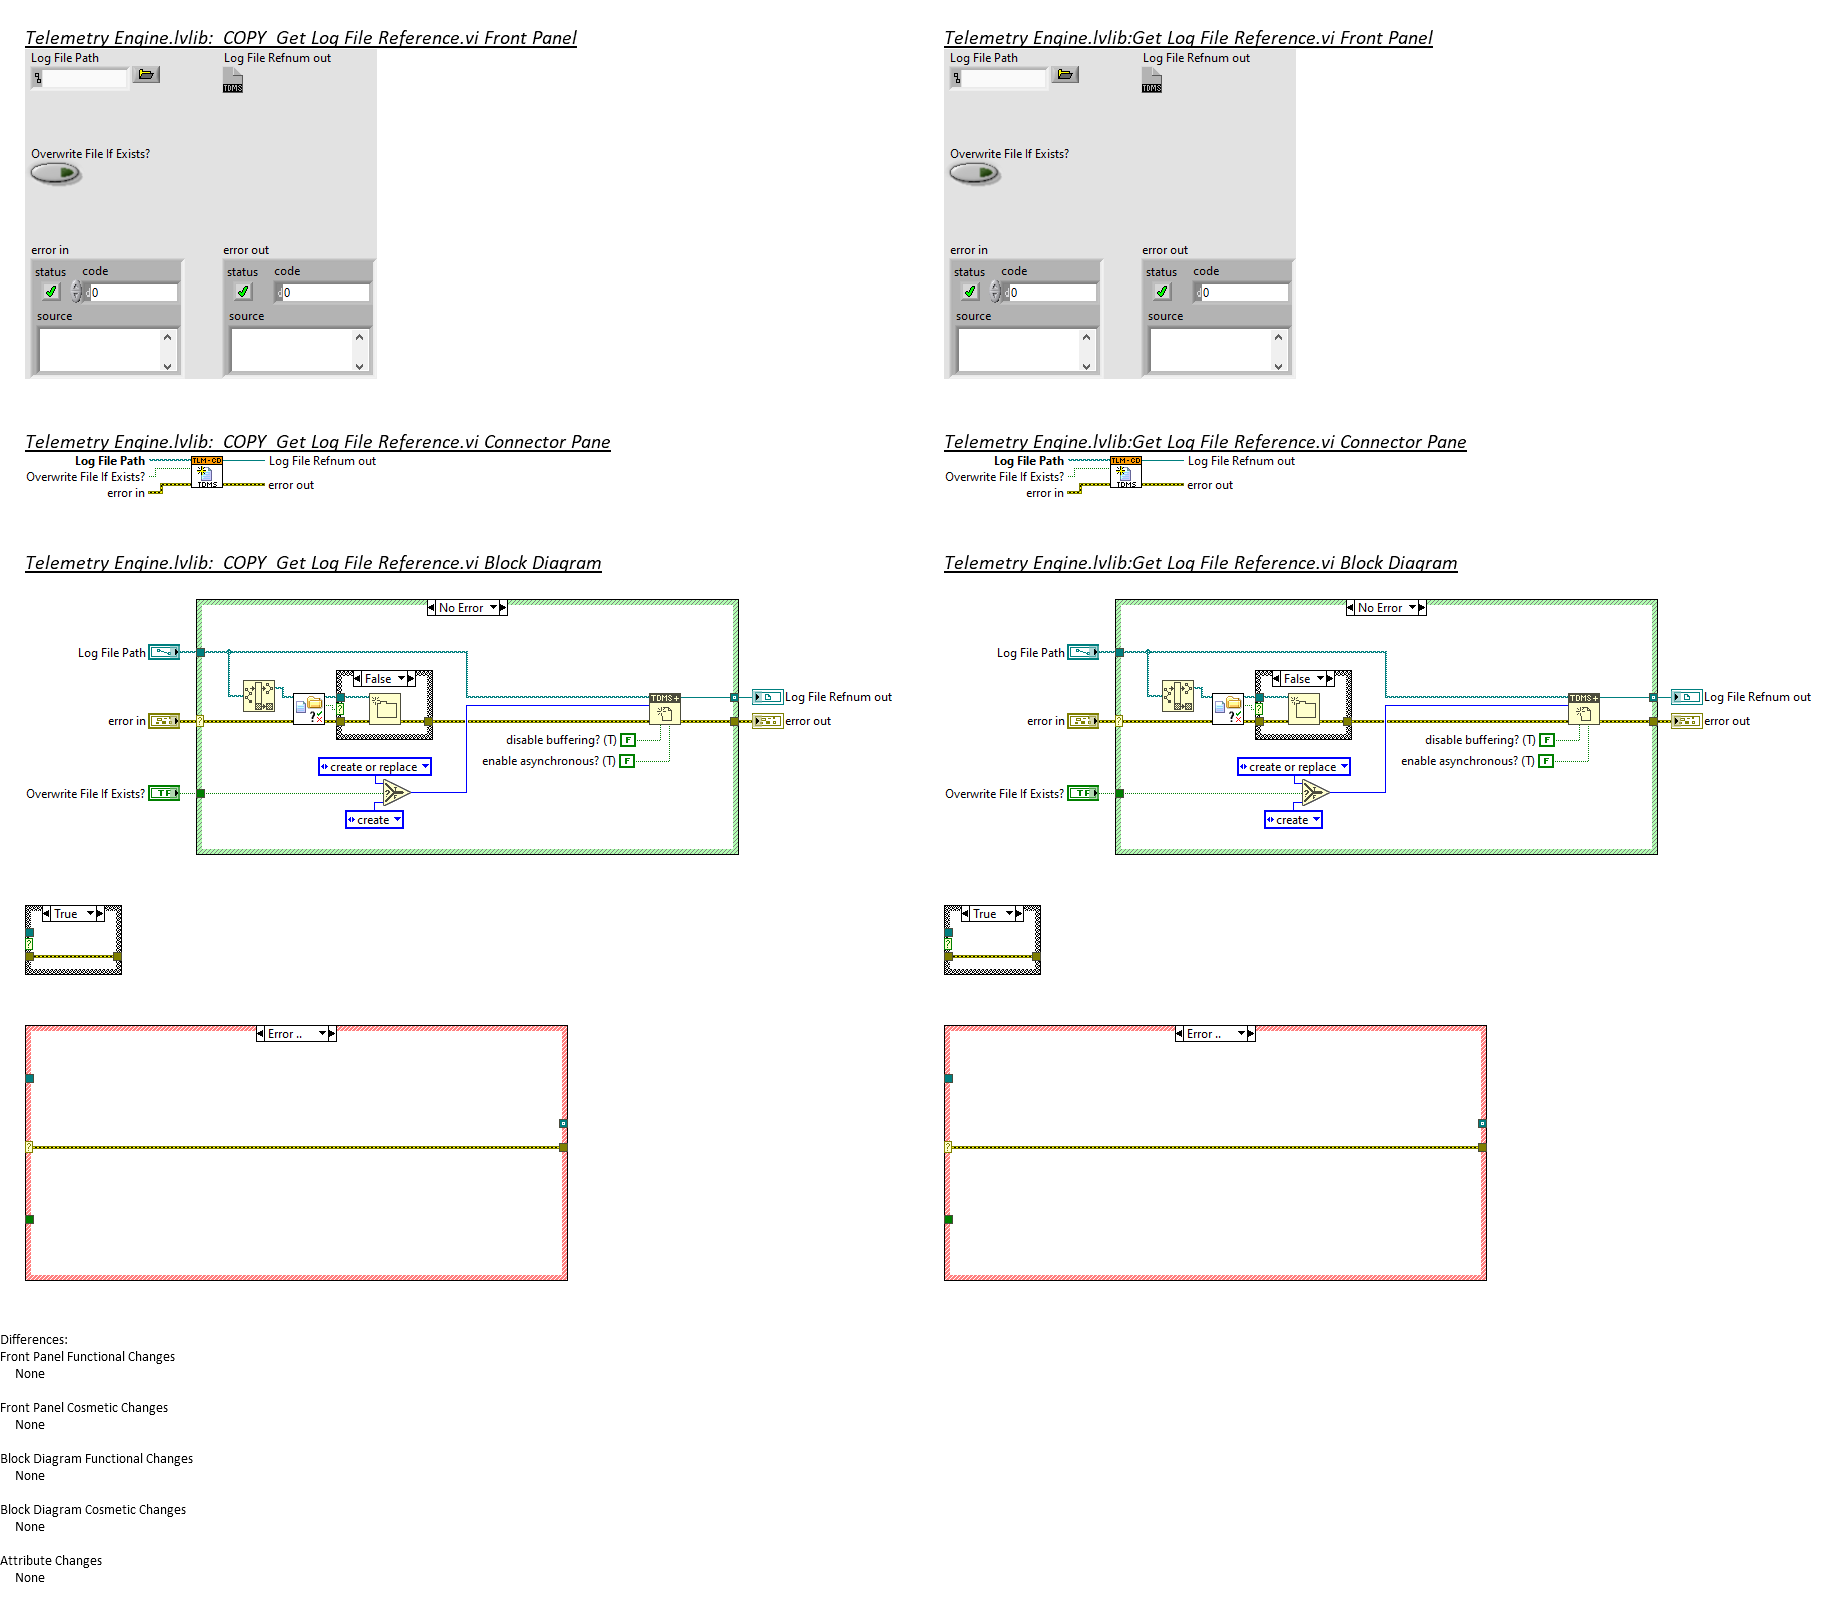 Telemetry Engine.lvlib:  COPY  Get Log File Reference.vi Front Panel
Log File Path
Log File Refnum out
TDMS
Overwrite File If Exists?
error in
error out
status code
0
source
status code
0
source
Telemetry Engine.lvlib:Get Log File Reference.vi Front Panel
Log File Path
Log File Refnum out
TDMS
Overwrite File If Exists?
error in
error out
status code
0
source
status code
0
source
Telemetry Engine.lvlib:  COPY  Get Log File Reference.vi Connector Pane
Log File Path
Overwrite File If Exists?
error in
TLM-CD
TDMS
Log File Refnum out
error out
Telemetry Engine.lvlib:Get Log File Reference.vi Connector Pane
Log File Path
Overwrite File If Exists?
error in
TLM-CD
TDMS
Log File Refnum out
error out
Telemetry Engine.lvlib:  COPY  Get Log File Reference.vi Block Diagram
No Error
Log File Path
False
TDMS+
Log File Refnum out
error in
?
?
error out
disable buffering? (T) F
enable asynchronous? (T) F
create or replace
Overwrite File If Exists? TF
create
True
?
Error ..
?
Telemetry Engine.lvlib:Get Log File Reference.vi Block Diagram
No Error
Log File Path
False
TDMS+
Log File Refnum out
error in
?
?
error out
disable buffering? (T) F
enable asynchronous? (T) F
create or replace
Overwrite File If Exists? TF
create
True
?
Error ..
?
Differences:
Front Panel Functional Changes
None
Front Panel Cosmetic Changes
None
Block Diagram Functional Changes
None
Block Diagram Cosmetic Changes
None
Attribute Changes
None